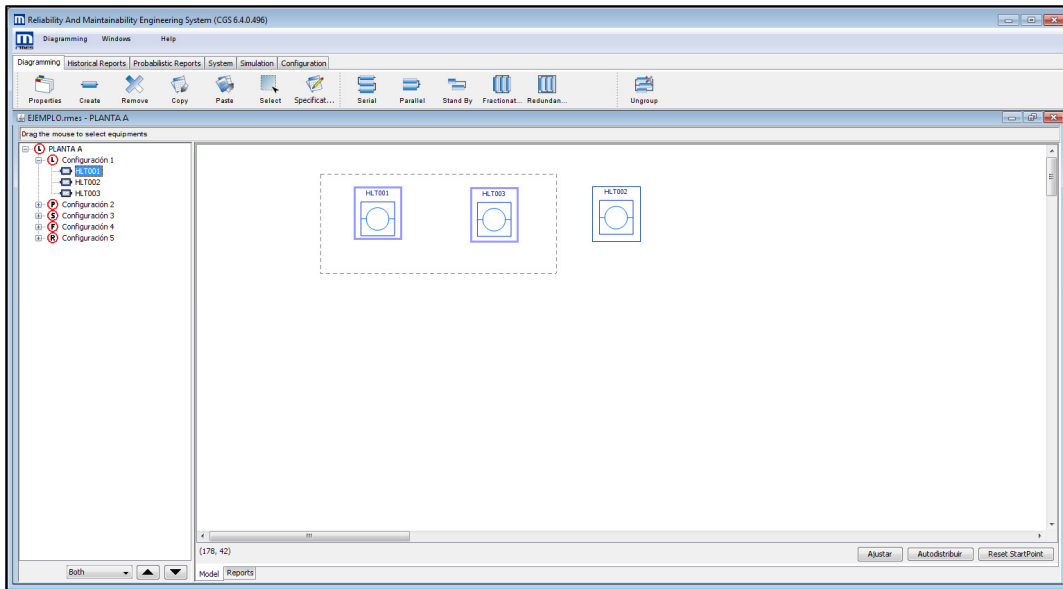 Reliability And Maintainability Engineering System (CGS 6.4.0.496)
Diagramming Windows Help
RMES
Diagramming Historical Reports Probabilistic Reports System Simulation Configuration
Properties Create Remove Copy Paste Select Specificat... Serial Parallel Stand By Fractionat... Redundan... Ungroup
EJEMPLO.rmes - PLANTA A
Drag the mouse to select equipments
L PLANTA A
L Configuración 1
HLT001
HLT002
HLT003
P Configuración 2
S Configuración 3
F Configuración 4
R Configuración 5
HLT001 HLT003 HLT002
(178, 42)
Ajustar Autodistribuir Reset StartPoint
Both
Model Reports